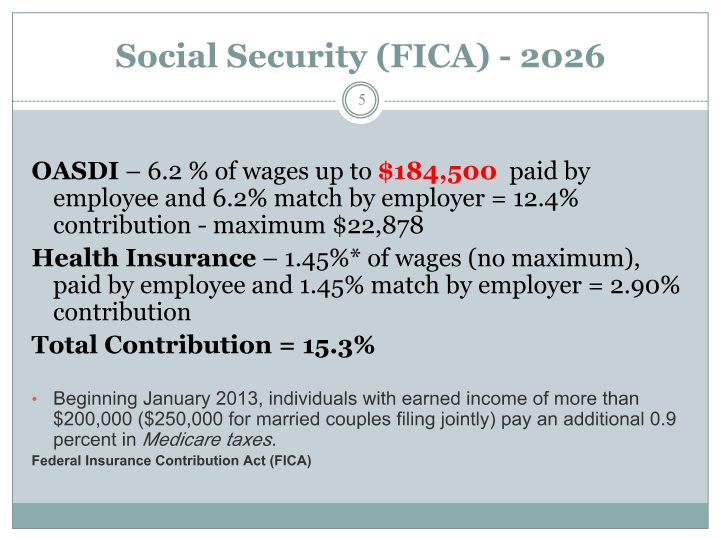 Social Security (FICA) - 2026
5
OASDI – 6.2 % of wages up to $184,500 paid by
employee and 6.2% match by employer = 12.4%
contribution - maximum $22,878
Health Insurance – 1.45%* of wages (no maximum),
paid by employee and 1.45% match by employer = 2.90%
contribution
Total Contribution = 15.3%
• Beginning January 2013, individuals with earned income of more than
$200,000 ($250,000 for married couples filing jointly) pay an additional 0.9
percent in Medicare taxes.
Federal Insurance Contribution Act (FICA)